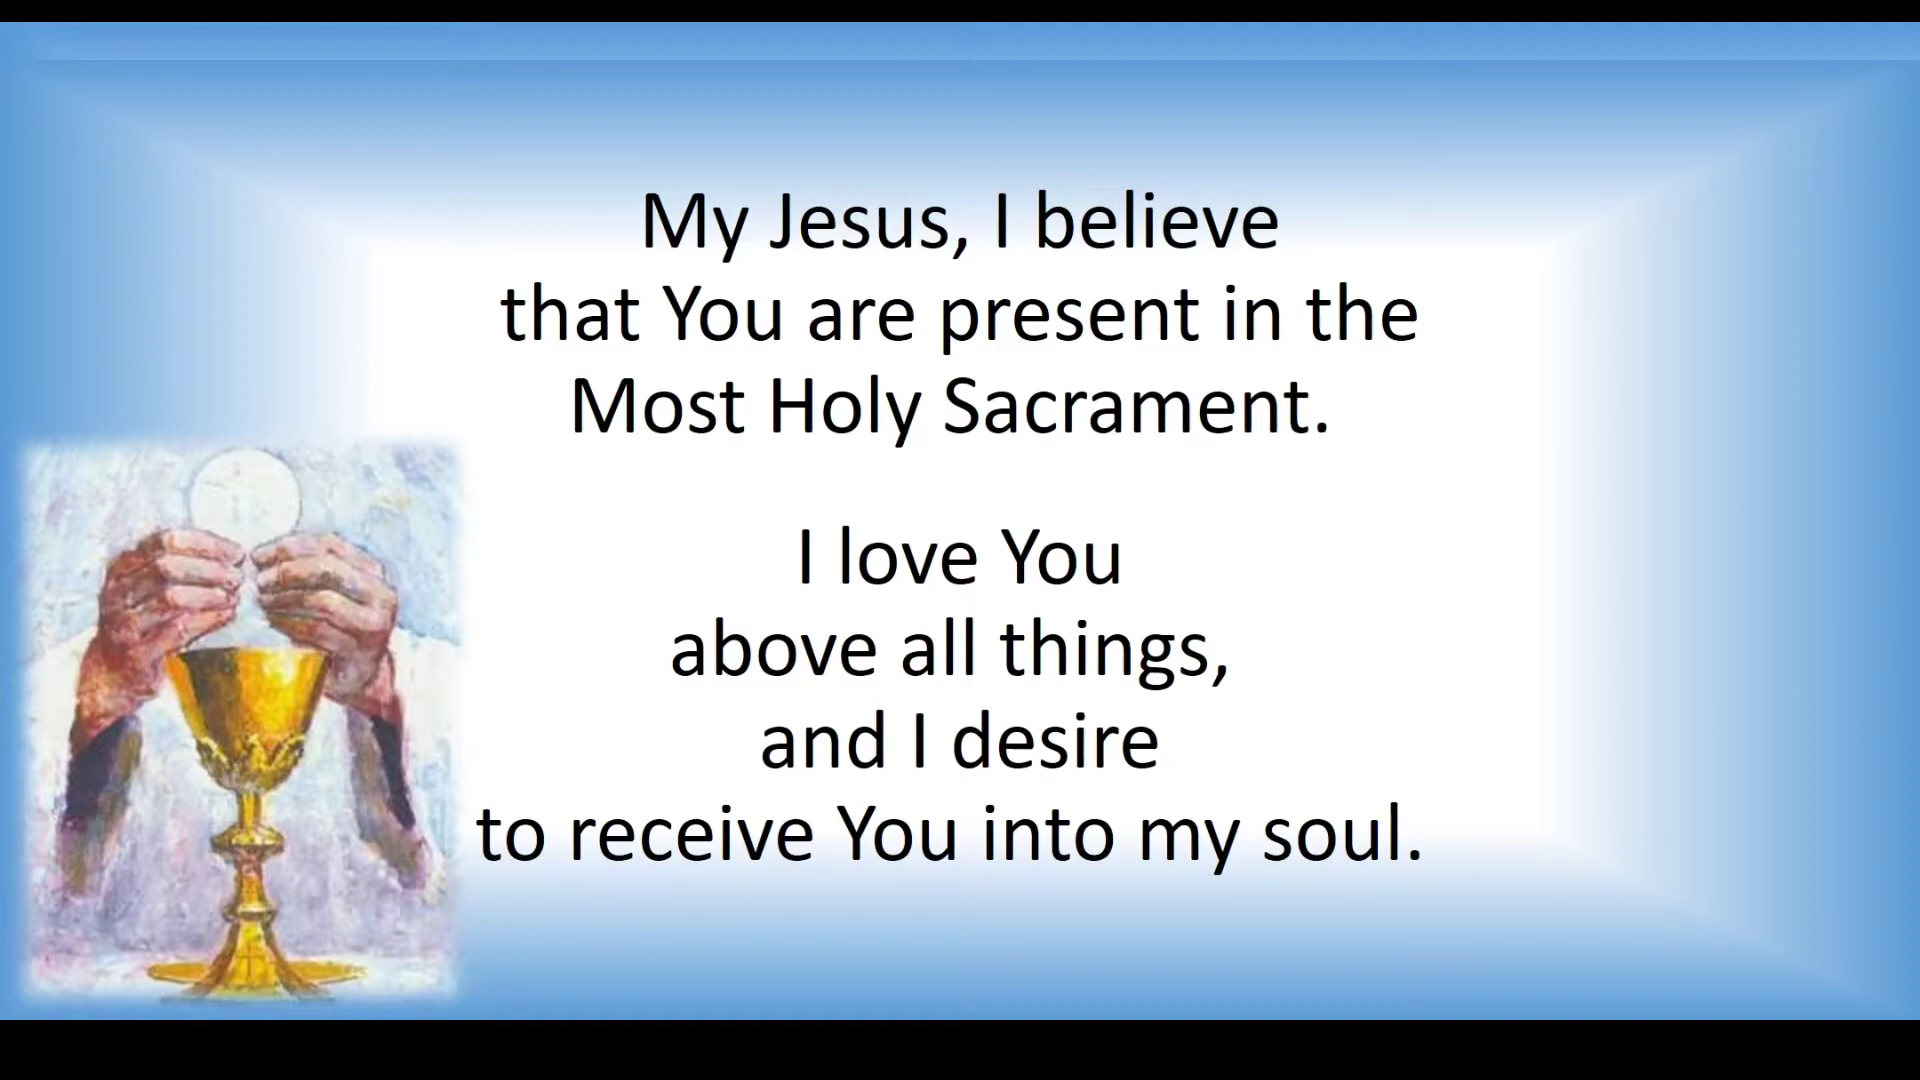 My Jesus, I believe
that You are present in the
Most Holy Sacrament.
I love You
above all things,
and I desire
to receive You into my soul.